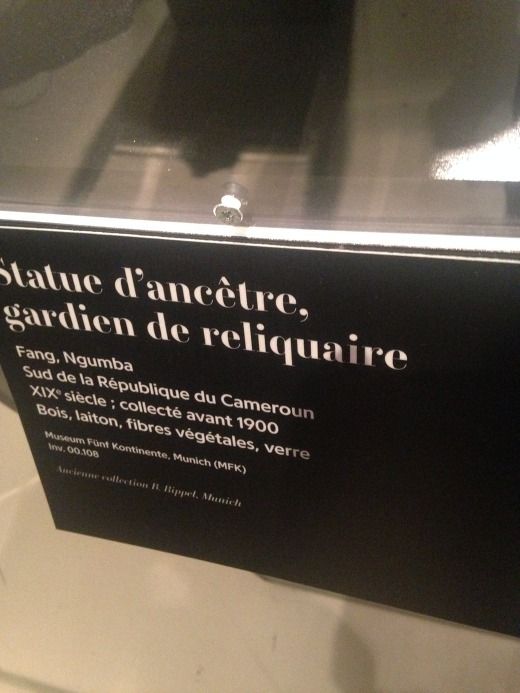 Statue d'ancêtre,
gardien de reliquaire
Fang, Ngumba
Sud de la République du Cameroun
XIXᵉ siècle ; collecté avant 1900
Bois, laiton, fibres végétales, verre
Museum Fünf Kontinente, Munich (MFK)
Inv. 00.108
Ancienne collection B. Bippel, Munich